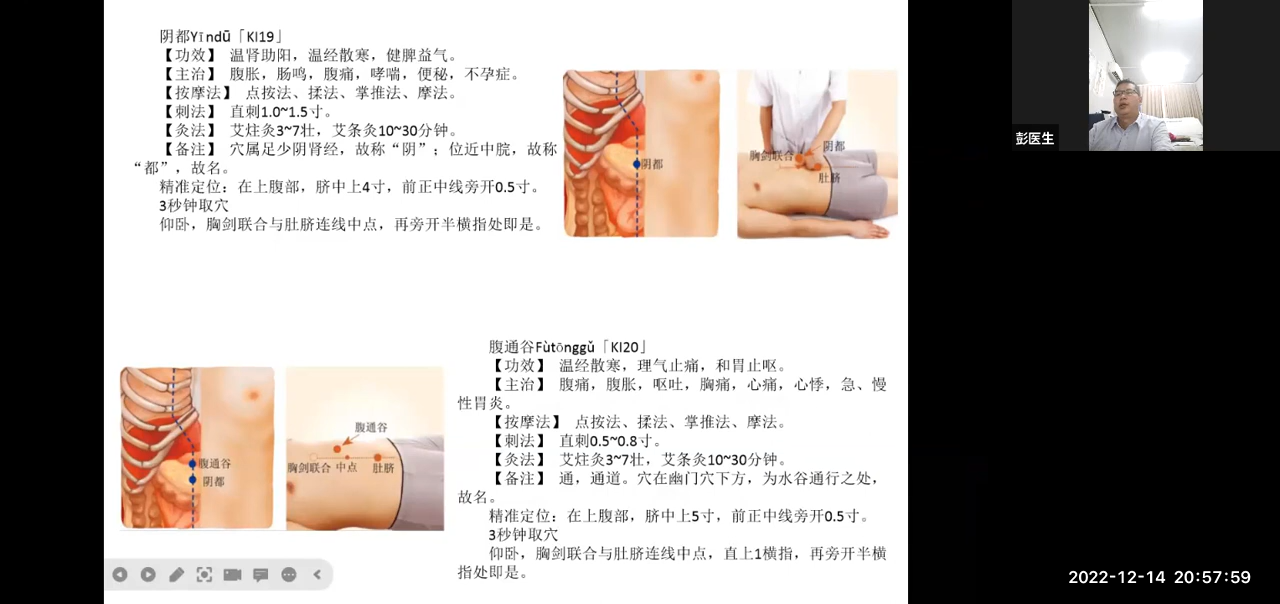 阴都Yīndū「KI19」
【功效】 温肾助阳，温经散寒，健脾益气。
【主治】 腹胀，肠鸣，腹痛，哮喘，便秘，不孕症。
【按摩法】 点按法、揉法、掌推法、摩法。
【刺法】 直刺1.0~1.5寸。
【灸法】 艾炷灸3~7壮，艾条灸10~30分钟。
【备注】 穴属足少阴肾经，故称“阴”；位近中脘，故称
“都”，故名。
精准定位：在上腹部，脐中上4寸，前正中线旁开0.5寸。
3秒钟取穴
仰卧，胸剑联合与肚脐连线中点，再旁开半横指处即是。
阴都
胸剑联合
阴都
肚脐
彭医生
腹通谷Fùtōnggǔ「KI20」
【功效】 温经散寒，理气止痛，和胃止呕。
【主治】 腹痛，腹胀，呕吐，胸痛，心痛，心悸，急、慢
性胃炎。
【按摩法】 点按法、揉法、掌推法、摩法。
【刺法】 直刺0.5~0.8寸。
【灸法】 艾炷灸3~7壮，艾条灸10~30分钟。
【备注】 通，通道。穴在幽门穴下方，为水谷通行之处，
故名。
精准定位：在上腹部，脐中上5寸，前正中线旁开0.5寸。
3秒钟取穴
仰卧，胸剑联合与肚脐连线中点，直上1横指，再旁开半横
指处即是。
腹通谷
阴都
腹通谷
胸剑联合 中点 肚脐
2022-12-14 20:57:59